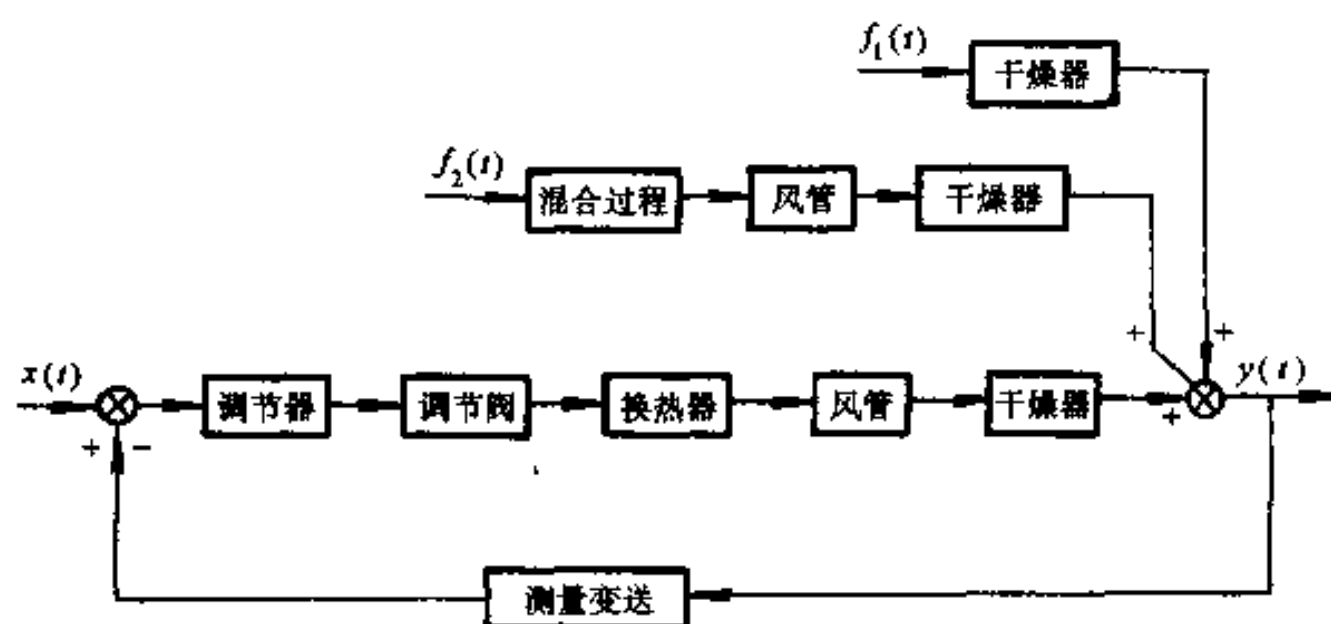 f₁(t)
干燥器
f₂(t)
混合过程
风管
干燥器
+
+
x(t)
调节器
调节阀
换热器
风管
干燥器
+
y(t)
+ −
测量变送